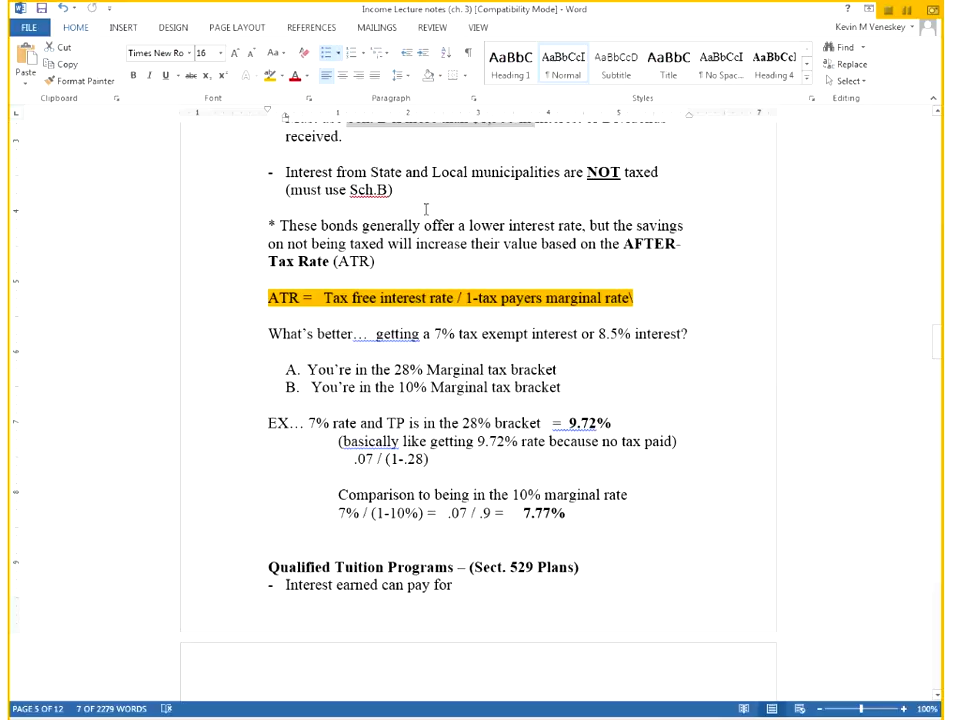 Income Lecture notes (ch. 3) [Compatibility Mode] - Word
?
FILE HOME INSERT DESIGN PAGE LAYOUT REFERENCES MAILINGS REVIEW VIEW Kevin M Veneskey
Paste Cut Copy Format Painter
Times New Ro 16
B I U abc
AaBbC AaBbCcI AaBbCcD AaBbC AaBbCcI AaBbCc
Heading 1 ¶ Normal Subtitle Title ¶ No Spac... Heading 4
Find Replace Select
Clipboard Font Paragraph Styles Editing
received.
- Interest from State and Local municipalities are NOT taxed
(must use Sch.B)
* These bonds generally offer a lower interest rate, but the savings
on not being taxed will increase their value based on the AFTER-
Tax Rate (ATR)
ATR = Tax free interest rate / 1-tax payers marginal rate\
What's better… getting a 7% tax exempt interest or 8.5% interest?
A. You're in the 28% Marginal tax bracket
B. You're in the 10% Marginal tax bracket
EX… 7% rate and TP is in the 28% bracket = 9.72%
(basically like getting 9.72% rate because no tax paid)
.07 / (1-.28)
Comparison to being in the 10% marginal rate
7% / (1-10%) = .07 / .9 = 7.77%
Qualified Tuition Programs – (Sect. 529 Plans)
- Interest earned can pay for
PAGE 5 OF 12 7 OF 2279 WORDS 100%